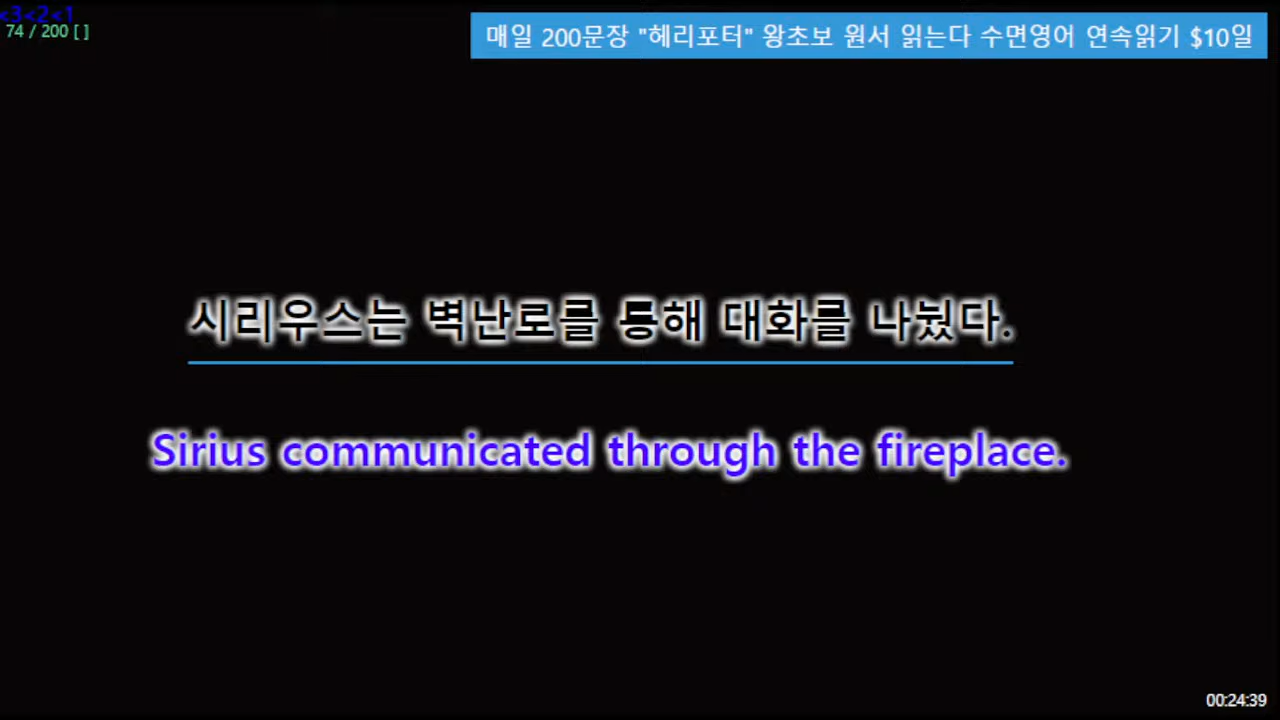 <3<2<1
74 / 200 [ ]
매일 200문장 "헤리포터" 왕초보 원서 읽는다 수면영어 연속읽기 $10일
시리우스는 벽난로를 통해 대화를 나눴다.
Sirius communicated through the fireplace.
00:24:39